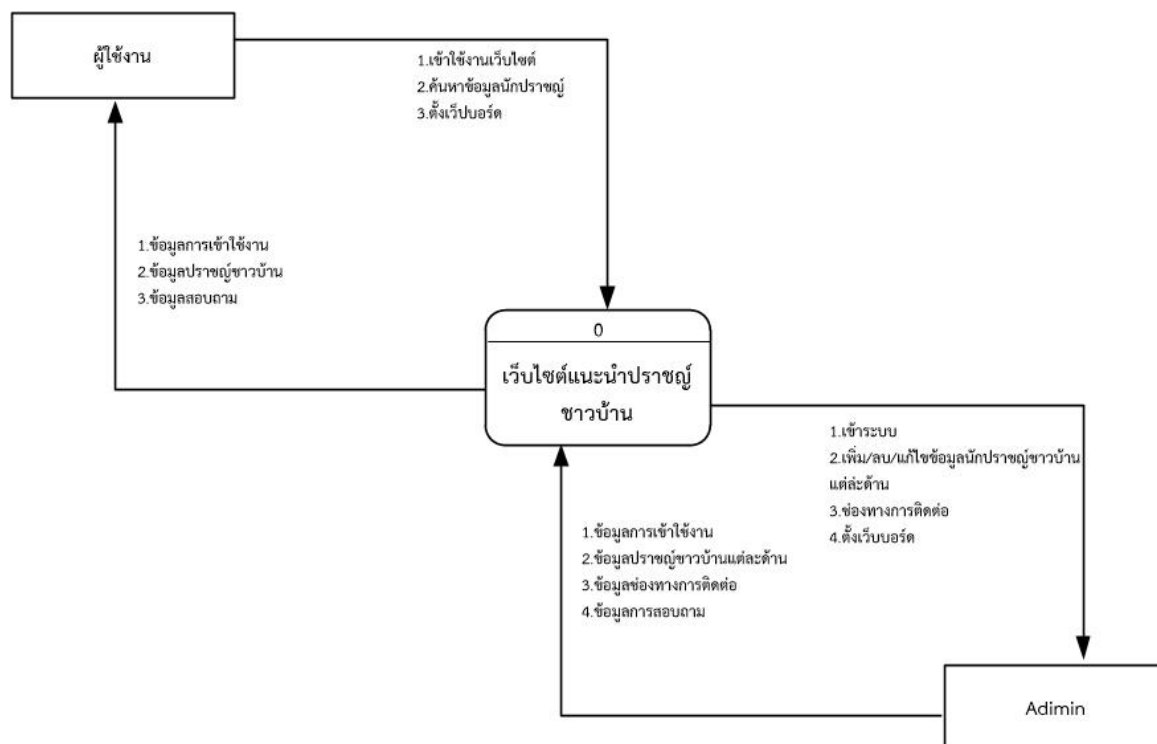 ผู้ใช้งาน
1.เข้าใช้งานเว็บไซต์
2.ค้นหาข้อมูลนักปราชญ์
3.ตั้งเว็ปบอร์ด
1.ข้อมูลการเข้าใช้งาน
2.ข้อมูลปราชญ์ชาวบ้าน
3.ข้อมูลสอบถาม
0
เว็บไซต์แนะนำปราชญ์
ชาวบ้าน
1.เข้าระบบ
2.เพิ่ม/ลบ/แก้ไขข้อมูลนักปราชญ์ชาวบ้าน
แต่ล่ะด้าน
3.ช่องทางการติดต่อ
4.ตั้งเว็บบอร์ด
1.ข้อมูลการเข้าใช้งาน
2.ข้อมูลปราชญ์ชาวบ้านแต่ละด้าน
3.ข้อมูลช่องทางการติดต่อ
4.ข้อมูลการสอบถาม
Adimin